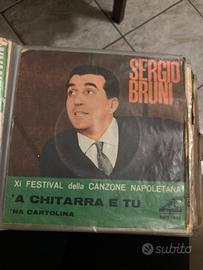 SERGIO
BRUNI
XI FESTIVAL della CANZONE NAPOLETANA
'A CHITARRA E TU
'NA CARTOLINA
subito